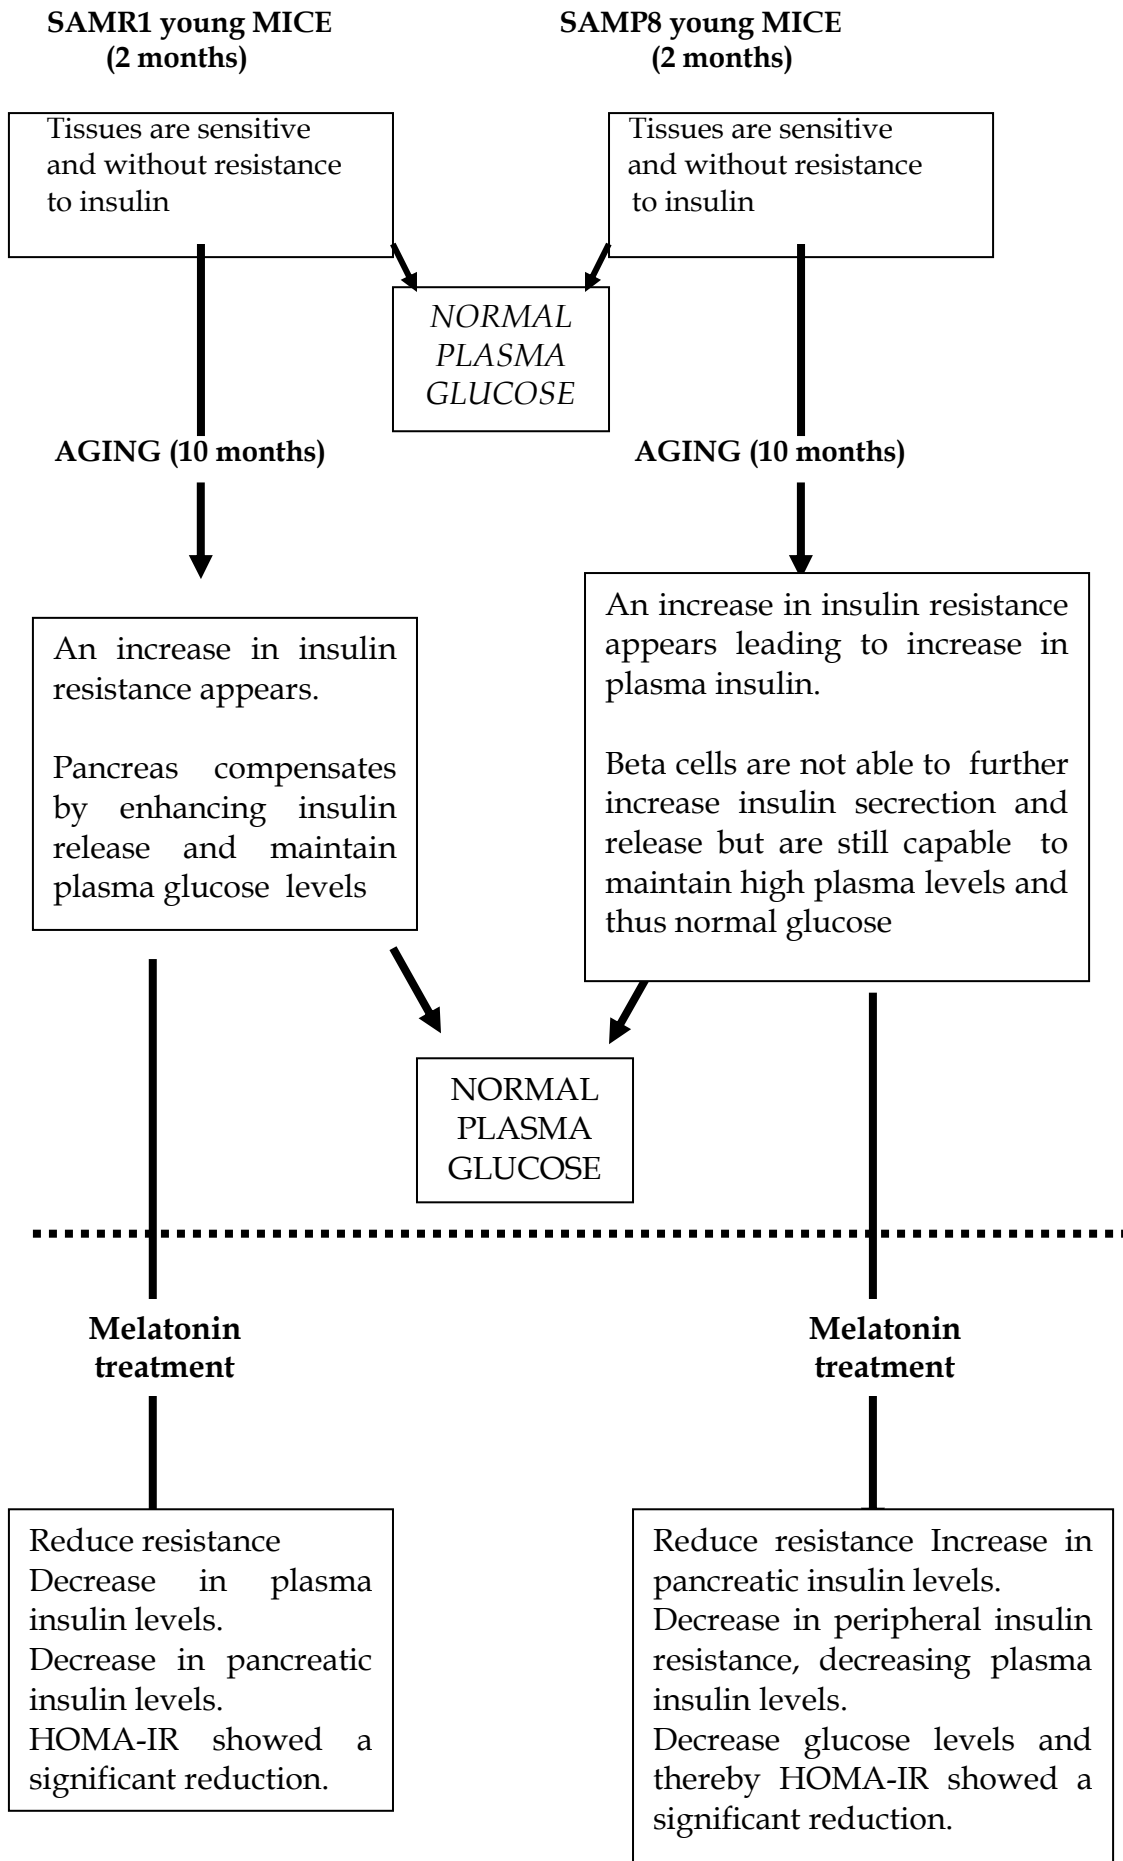 SAMR1 young MICE
(2 months)
SAMP8 young MICE
(2 months)
Tissues are sensitive
and without resistance
to insulin
Tissues are sensitive
and without resistance
to insulin
NORMAL
PLASMA
GLUCOSE
AGING (10 months)
AGING (10 months)
An increase in insulin
resistance appears.
Pancreas compensates
by enhancing insulin
release and maintain
plasma glucose levels
An increase in insulin resistance
appears leading to increase in
plasma insulin.
Beta cells are not able to further
increase insulin secrection and
release but are still capable to
maintain high plasma levels and
thus normal glucose
NORMAL
PLASMA
GLUCOSE
Melatonin
treatment
Melatonin
treatment
Reduce resistance
Decrease in plasma
insulin levels.
Decrease in pancreatic
insulin levels.
HOMA-IR showed a
significant reduction.
Reduce resistance Increase in
pancreatic insulin levels.
Decrease in peripheral insulin
resistance, decreasing plasma
insulin levels.
Decrease glucose levels and
thereby HOMA-IR showed a
significant reduction.